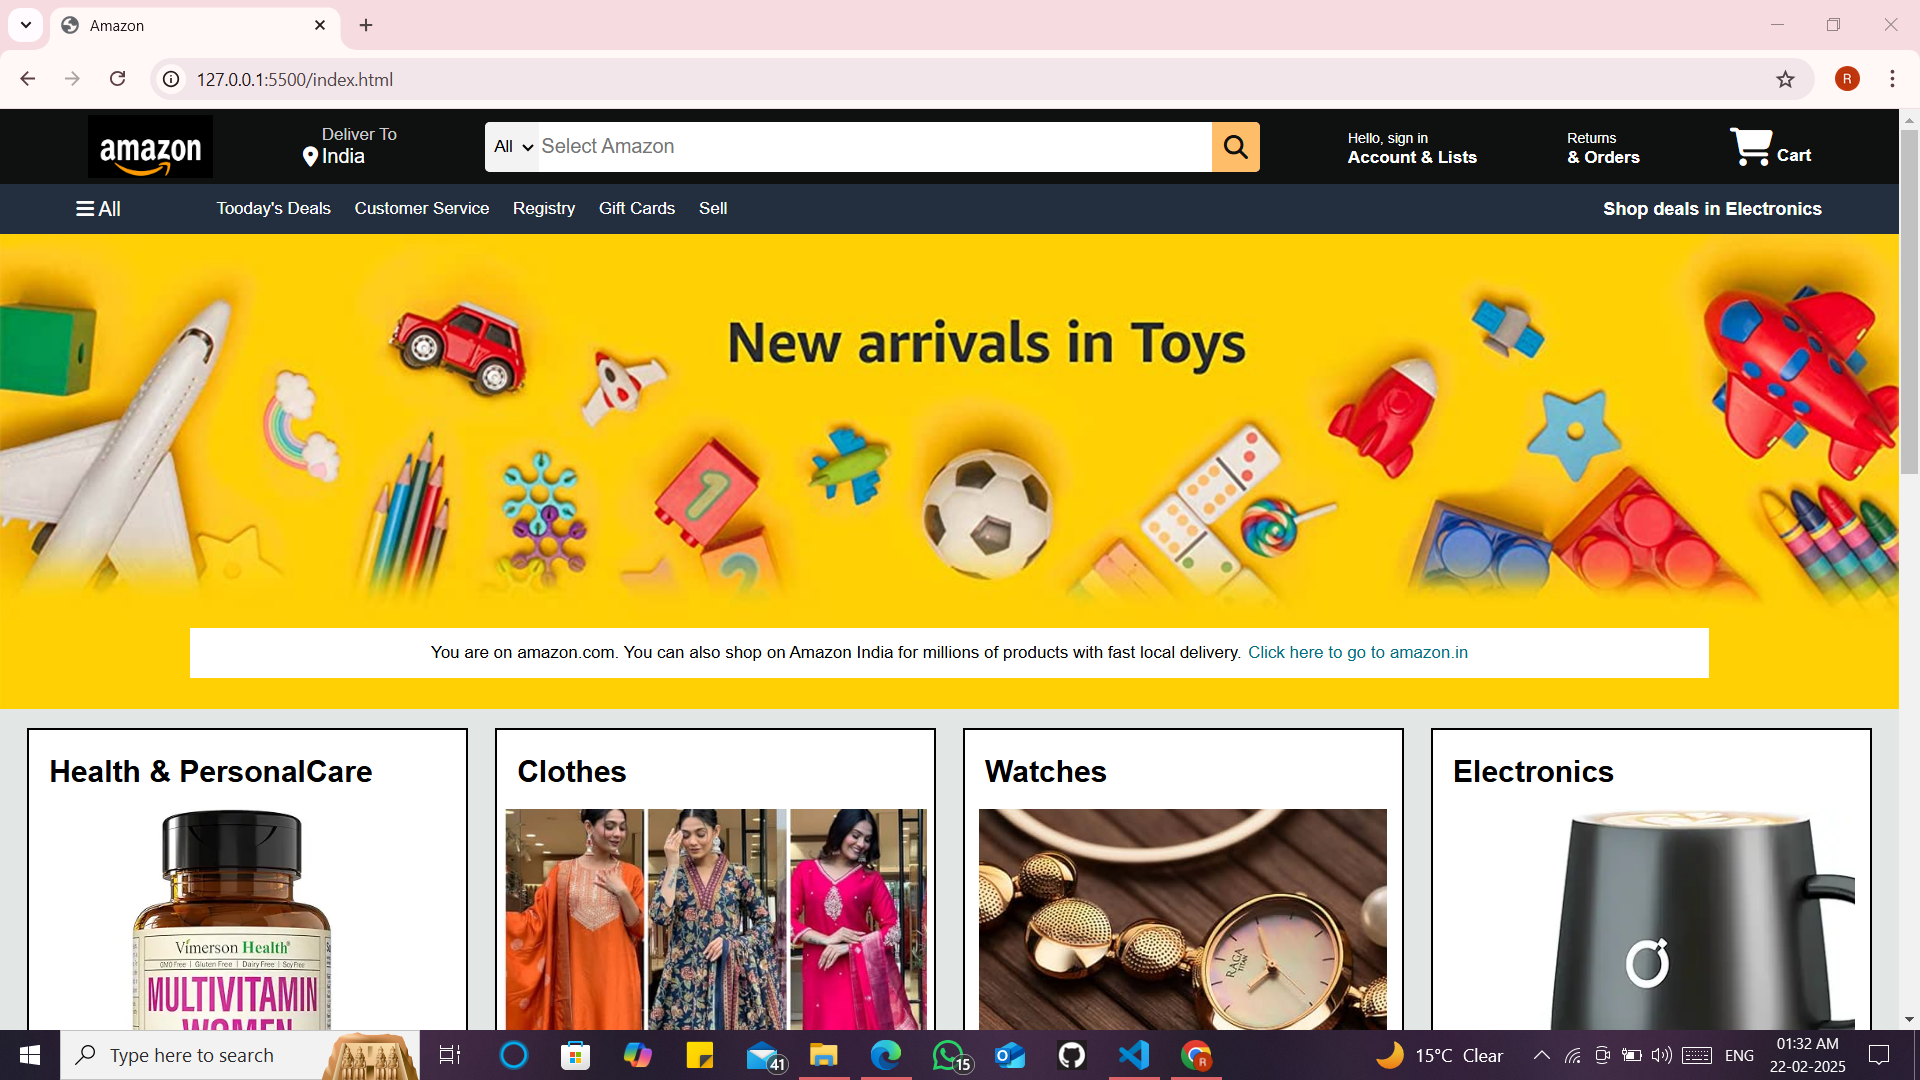 Amazon
127.0.0.1:5500/index.html
R
amazon
Deliver To
India
All
Select Amazon
Hello, sign in
Account & Lists
Returns
& Orders
Cart
All
Tooday's Deals
Customer Service
Registry
Gift Cards
Sell
Shop deals in Electronics
New arrivals in Toys
1
2
You are on amazon.com. You can also shop on Amazon India for millions of products with fast local delivery. Click here to go to amazon.in
Health & PersonalCare
Clothes
Watches
Electronics
Vimerson Health
GMO Free | Gluten Free | Dairy Free | Soy Free
MULTIVITAMIN
WOMEN
RAGA
TITAN
Type here to search
41
15
R
15°C Clear
ENG
01:32 AM
22-02-2025